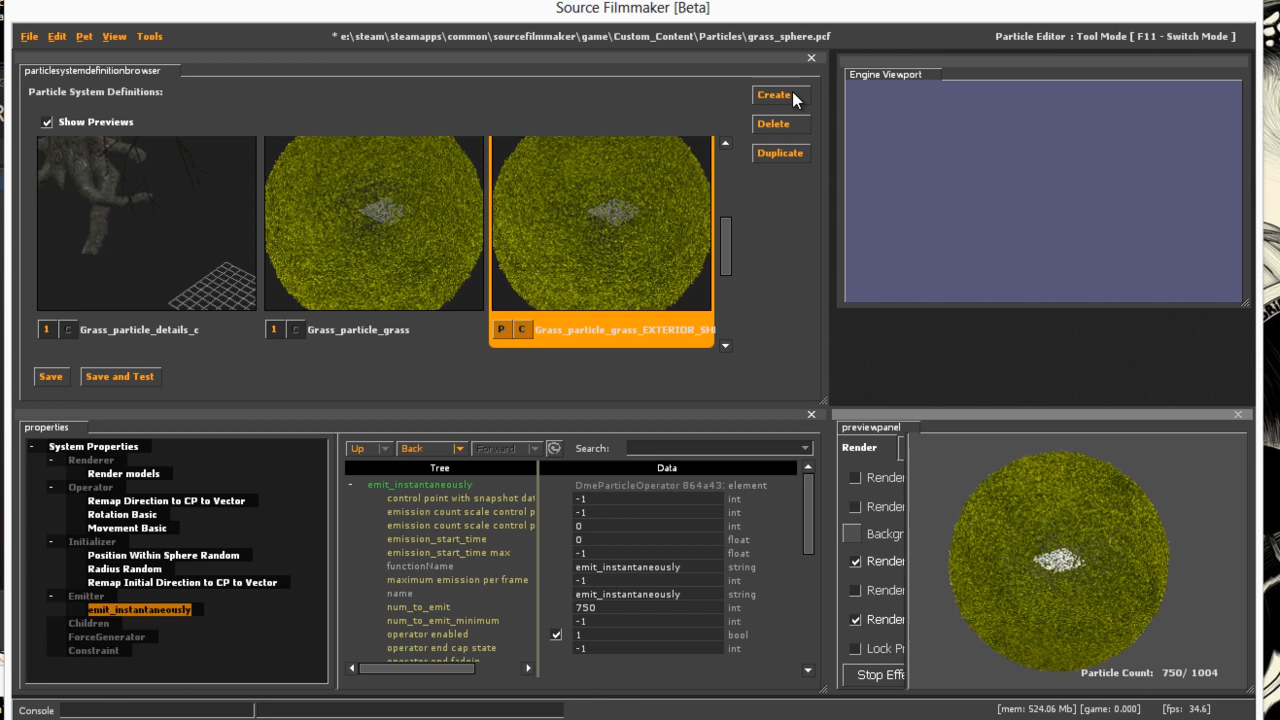 Source Filmmaker [Beta]
File Edit Pet View Tools
* e:\steam\steamapps\common\sourcefilmmaker\game\Custom_Content\Particles\grass_sphere.pcf
Particle Editor : Tool Mode [ F11 - Switch Mode ]
particlesystemdefinitionbrowser
Particle System Definitions:
Show Previews
Create
Delete
Duplicate
1 C Grass_particle_details_c
1 C Grass_particle_grass
P C Grass_particle_grass_EXTERIOR_SH
Save Save and Test
Engine Viewport
properties
- System Properties
- Renderer
Render models
- Operator
Remap Direction to CP to Vector
Rotation Basic
Movement Basic
- Initializer
Position Within Sphere Random
Radius Random
Remap Initial Direction to CP to Vector
- Emitter
emit_instantaneously
Children
ForceGenerator
Constraint
Up Back Forward Search:
Tree Data
- emit_instantaneously DmeParticleOperator 864a43 element
control point with snapshot dat -1 int
emission count scale control p -1 int
emission count scale control p 0 int
emission_start_time 0 float
emission_start_time max -1 float
functionName emit_instantaneously string
maximum emission per frame -1 int
name emit_instantaneously string
num_to_emit 750 int
num_to_emit_minimum -1 int
operator enabled 1 bool
operator end cap state -1 int
operator end fadein
previewpanel
Render
Render
Render
Backgr
Render
Render
Render
Lock Pr
Stop Effe
Particle Count: 750/ 1004
Console
[mem: 524.06 Mb] [game: 0.000] [fps: 34.6]